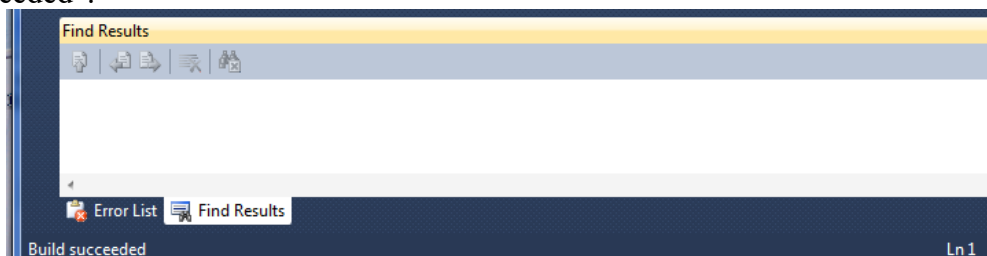 Find Results
Error List Find Results
Build succeeded Ln 1